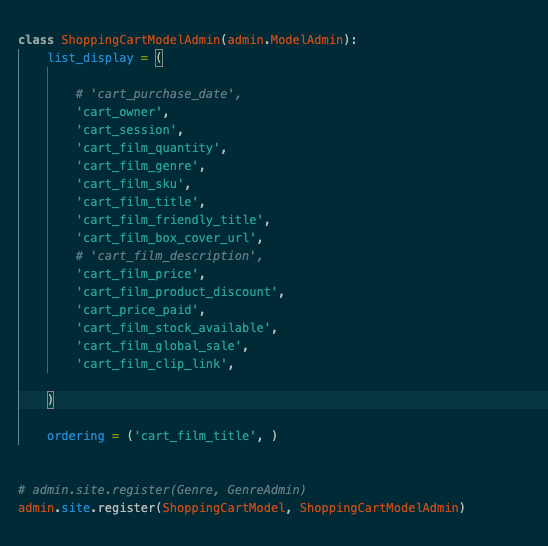 class ShoppingCartModelAdmin(admin.ModelAdmin):
    list_display = (

        # 'cart_purchase_date',
        'cart_owner',
        'cart_session',
        'cart_film_quantity',
        'cart_film_genre',
        'cart_film_sku',
        'cart_film_title',
        'cart_film_friendly_title',
        'cart_film_box_cover_url',
        # 'cart_film_description',
        'cart_film_price',
        'cart_film_product_discount',
        'cart_price_paid',
        'cart_film_stock_available',
        'cart_film_global_sale',
        'cart_film_clip_link',

    )

    ordering = ('cart_film_title', )


# admin.site.register(Genre, GenreAdmin)
admin.site.register(ShoppingCartModel, ShoppingCartModelAdmin)